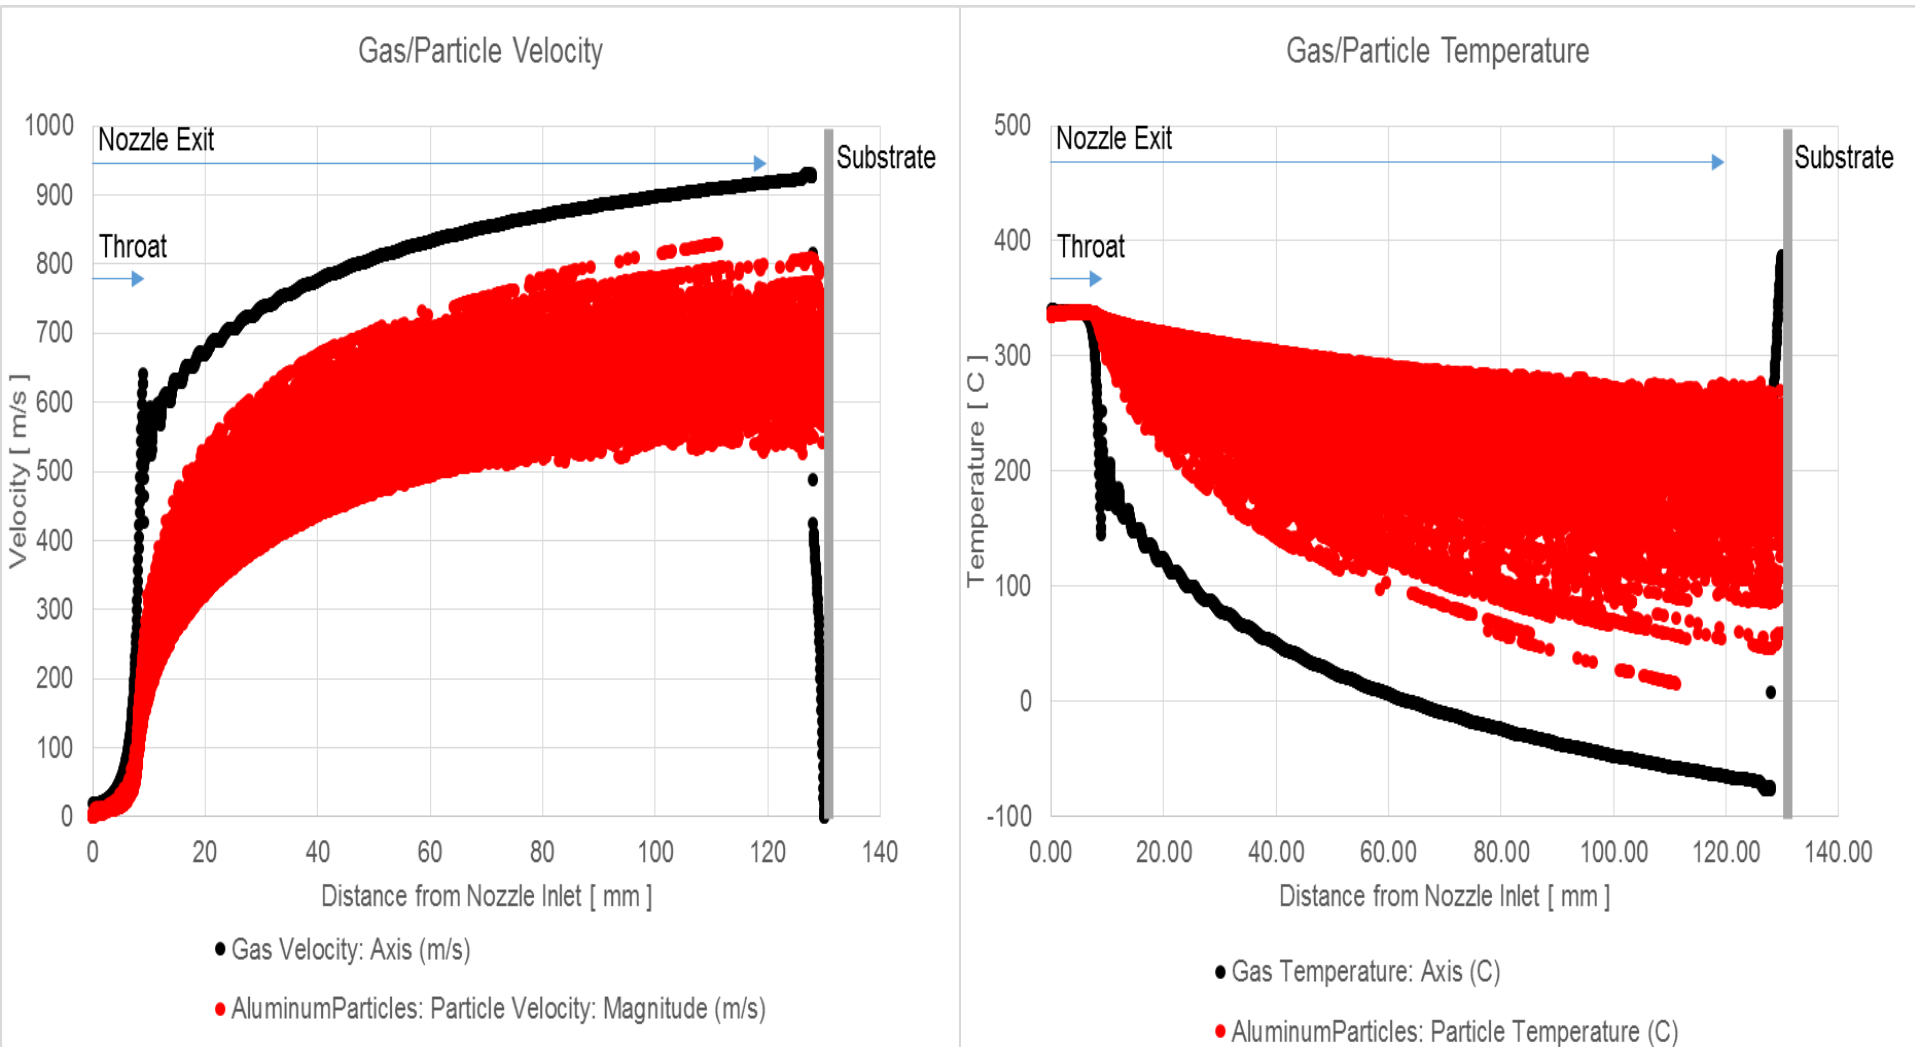 Gas/Particle Velocity
1000
900
800
700
600
500
400
300
200
100
0
Velocity [ m/s ]
Nozzle Exit
Throat
Substrate
0 20 40 60 80 100 120 140
Distance from Nozzle Inlet [ mm ]
Gas Velocity: Axis (m/s)
AluminumParticles: Particle Velocity: Magnitude (m/s)
Gas/Particle Temperature
500
400
300
200
100
0
-100
Temperature [ C ]
Nozzle Exit
Throat
Substrate
0.00 20.00 40.00 60.00 80.00 100.00 120.00 140.00
Distance from Nozzle Inlet [ mm ]
Gas Temperature: Axis (C)
AluminumParticles: Particle Temperature (C)